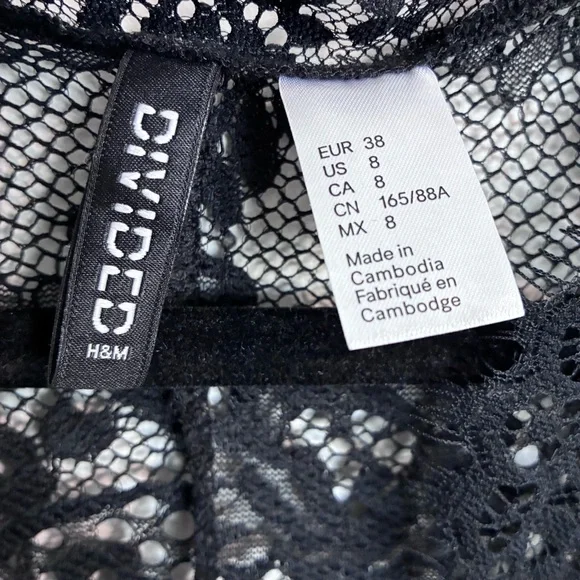 DIVIDED
H&M
EUR 38
US 8
CA 8
CN 165/88A
MX 8
Made in
Cambodia
Fabriqué en
Cambodge